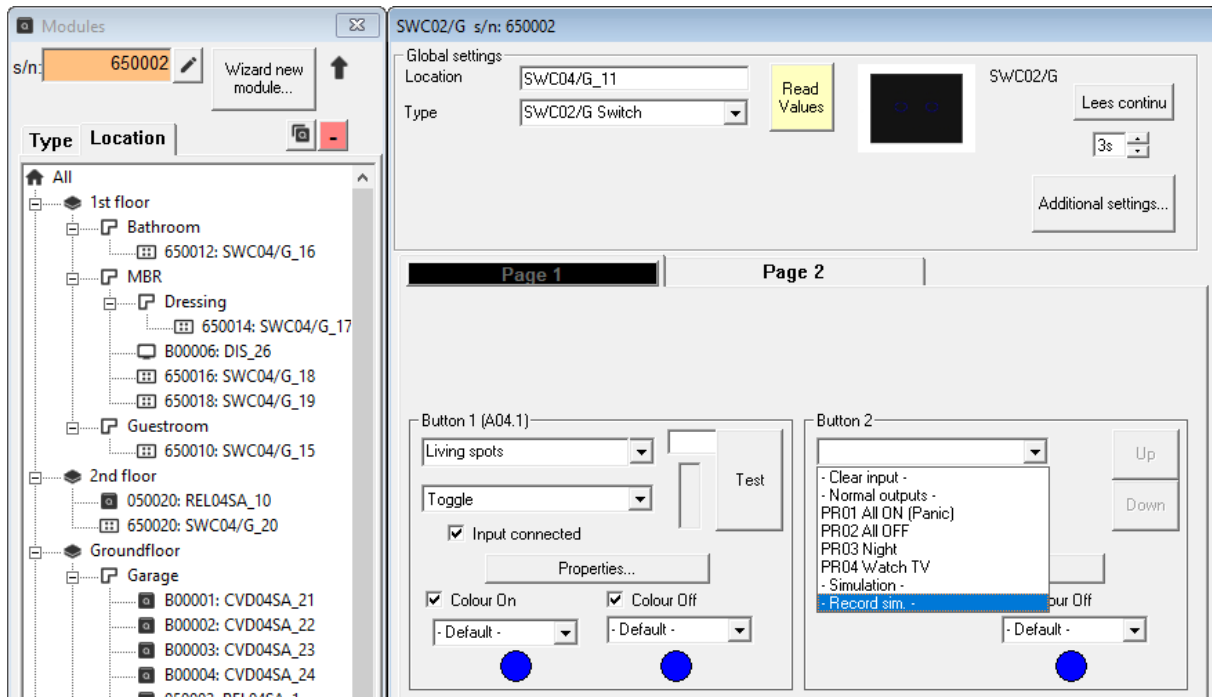 Modules
s/n: 650002
Wizard new
module...
Type Location
-
All
1st floor
Bathroom
650012: SWC04/G_16
MBR
Dressing
650014: SWC04/G_17
B00006: DIS_26
650016: SWC04/G_18
650018: SWC04/G_19
Guestroom
650010: SWC04/G_15
2nd floor
050020: REL04SA_10
650020: SWC04/G_20
Groundfloor
Garage
B00001: CVD04SA_21
B00002: CVD04SA_22
B00003: CVD04SA_23
B00004: CVD04SA_24
SWC02/G s/n: 650002
Global settings
Location SWC04/G_11
Type SWC02/G Switch
Read
Values
SWC02/G
Lees continu
3s
Additional settings...
Page 1 Page 2
Button 1 (A04.1)
Living spots
Toggle
Test
Input connected
Properties...
Colour On Colour Off
- Default - - Default -
Button 2
- Clear input -
- Normal outputs -
PR01 All ON (Panic)
PR02 All OFF
PR03 Night
PR04 Watch TV
- Simulation -
- Record sim. -
Up
Down
our Off
- Default -